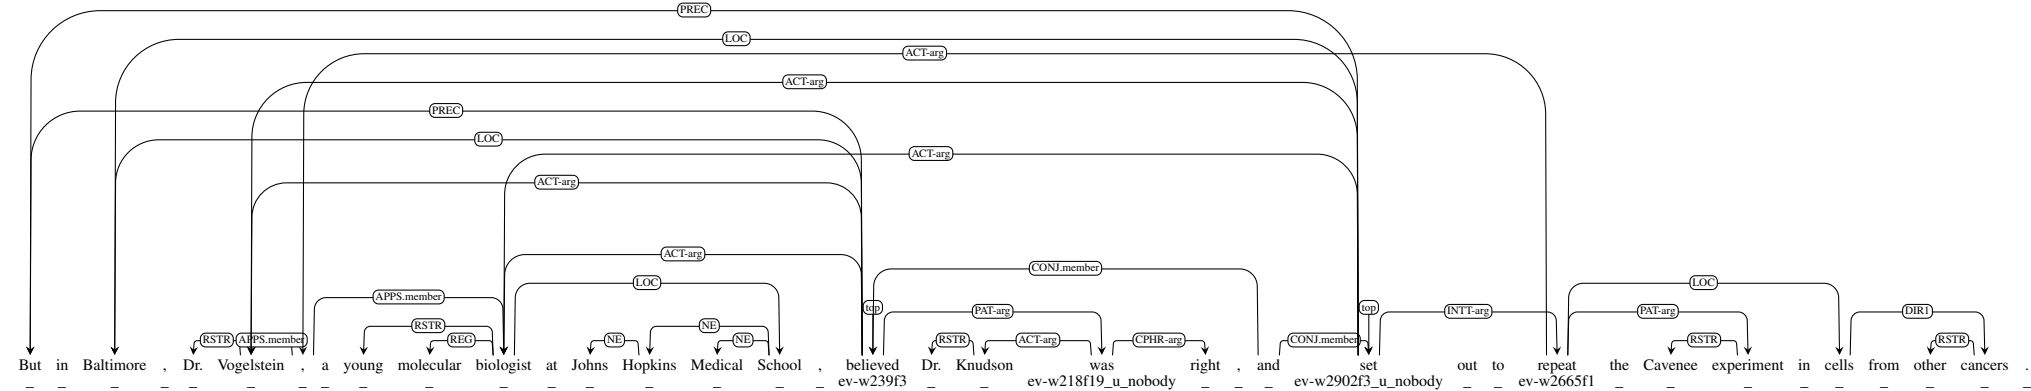 PREC
LOC
ACT-arg
ACT-arg
PREC
LOC
ACT-arg
ACT-arg
ACT-arg
CONJ.member
LOC LOC
APPS.member
top PAT-arg top INTT-arg PAT-arg DIR1
RSTR NE
RSTR APPS.member REG NE NE RSTR ACT-arg CPHR-arg CONJ.member RSTR RSTR
But in Baltimore , Dr. Vogelstein , a young molecular biologist at Johns Hopkins Medical School , believed Dr. Knudson was right , and set out to repeat the Cavenee experiment in cells from other cancers .
_ _ _ _ _ _ _ _ _ _ _ _ _ _ _ _ _ ev-w239f3 _ _ ev-w218f19_u_nobody _ _ _ ev-w2902f3_u_nobody _ _ ev-w2665f1 _ _ _ _ _ _ _ _ _